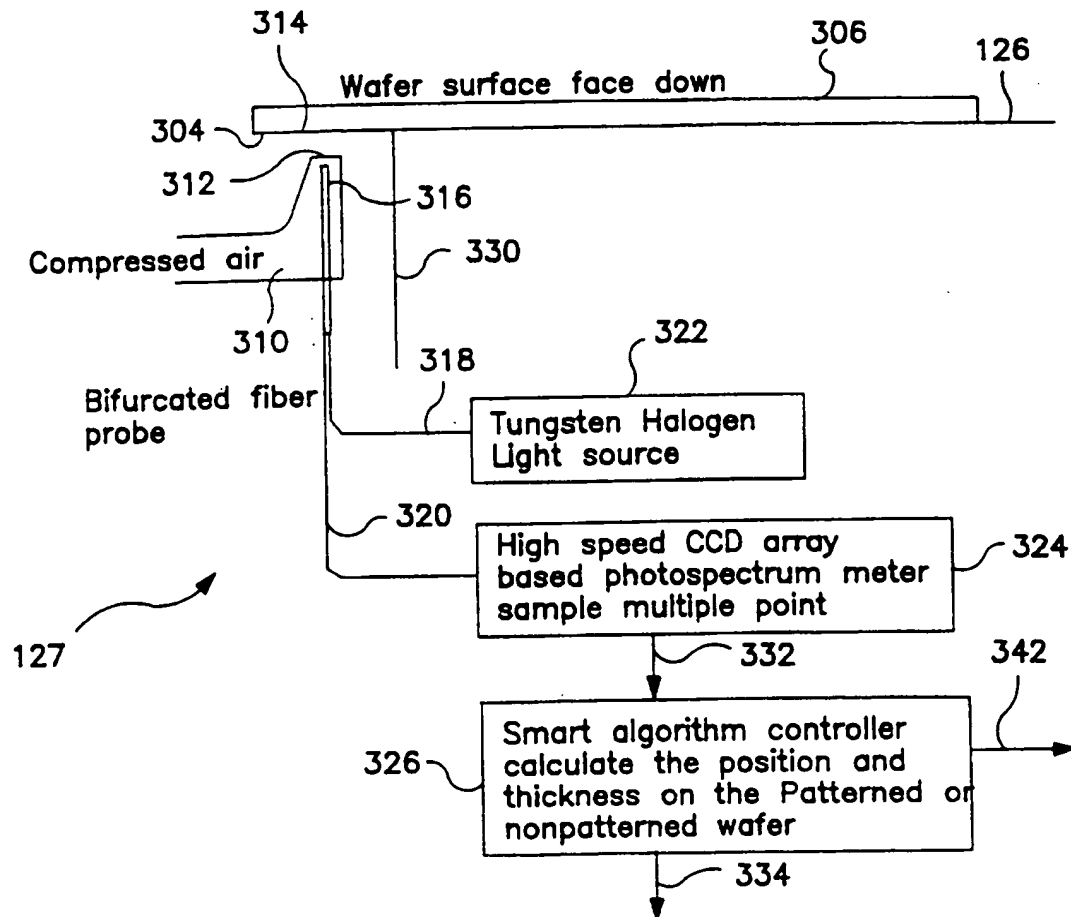 314
306
126
Wafer surface face down
304
312
316
Compressed air
330
310
318
322
Bifurcated fiber
probe
Tungsten Halogen
Light source
320
High speed CCD array
based photospectrum meter
sample multiple point
324
127
332
342
326
Smart algorithm controller
calculate the position and
thickness on the Patterned or
nonpatterned wafer
334